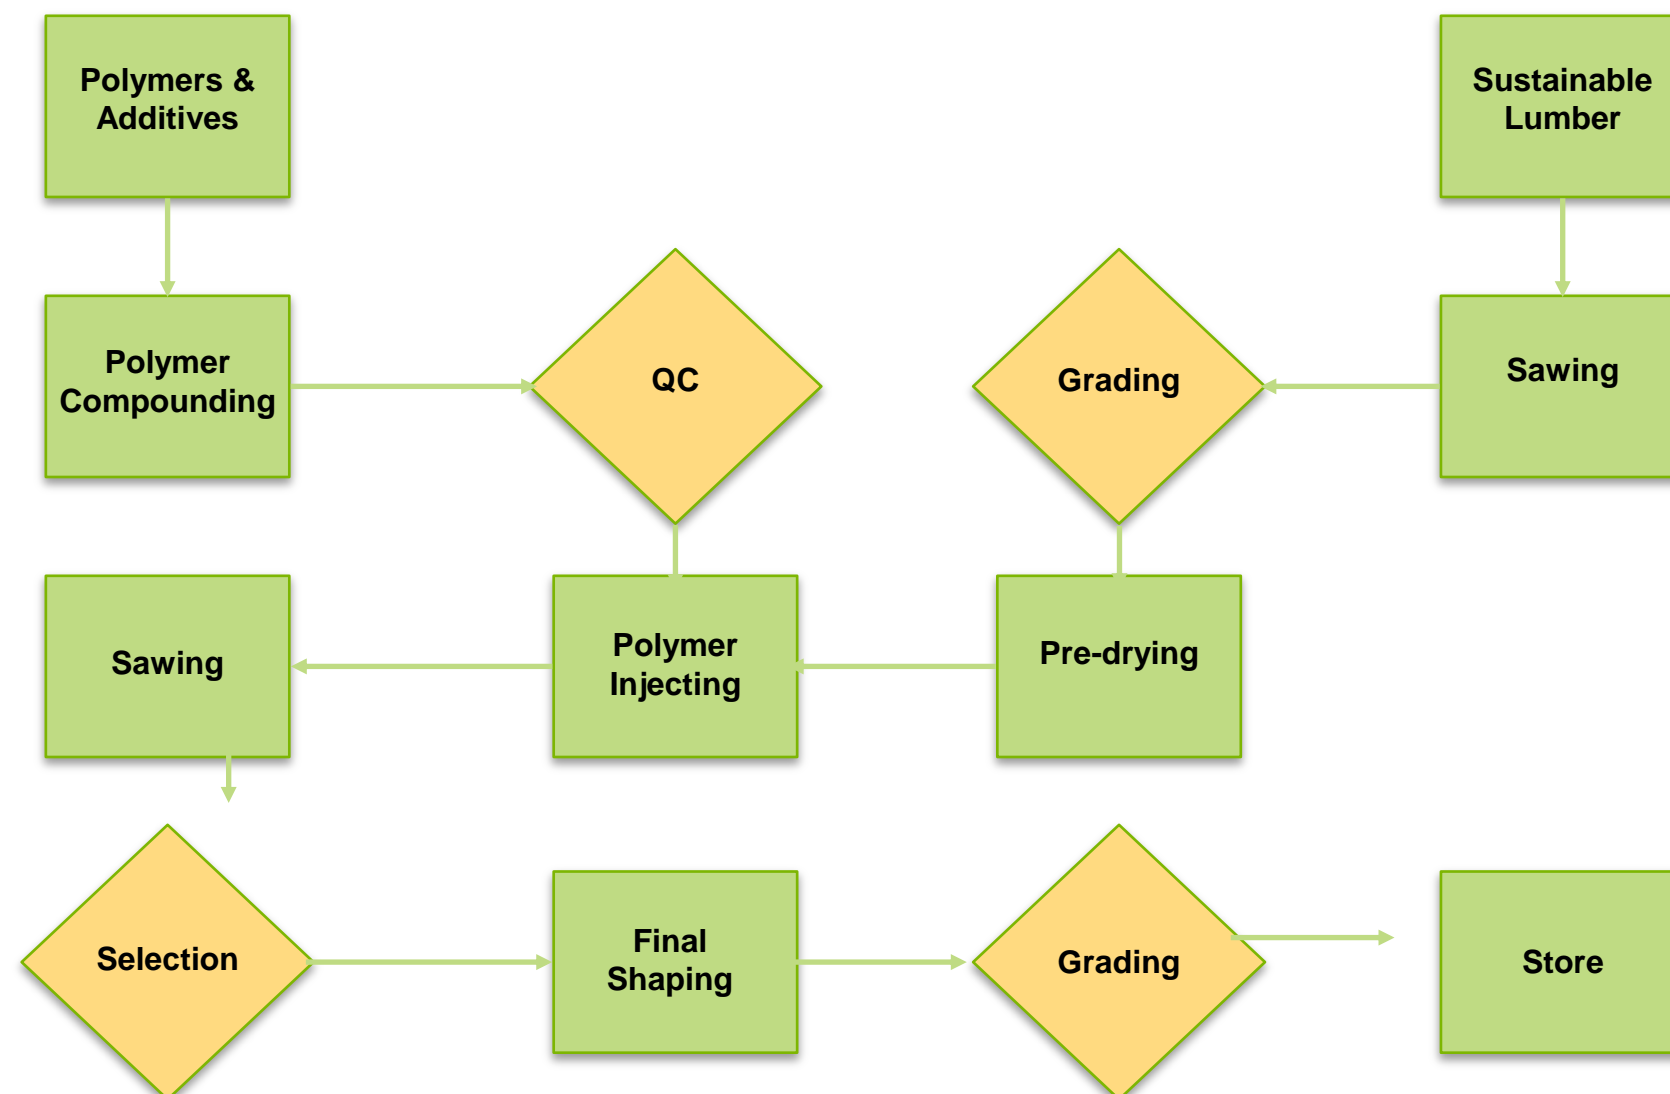 Polymers &
Additives
Sustainable
Lumber
Polymer
Compounding
QC
Grading
Sawing
Sawing
Polymer
Injecting
Pre-drying
Selection
Final
Shaping
Grading
Store